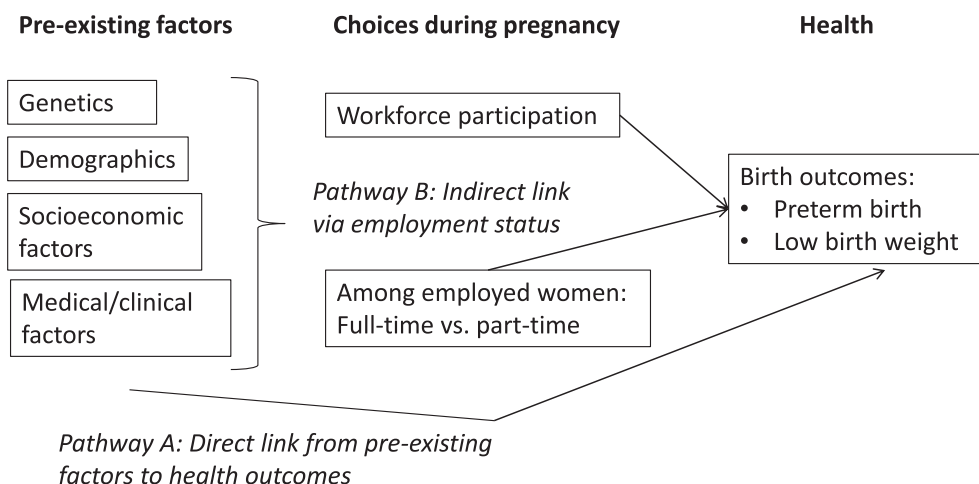 Pre-existing factors
Choices during pregnancy
Health
Genetics
Demographics
Socioeconomic
factors
Medical/clinical
factors
Workforce participation
Pathway B: Indirect link
via employment status
Among employed women:
Full-time vs. part-time
Birth outcomes:
• Preterm birth
• Low birth weight
Pathway A: Direct link from pre-existing
factors to health outcomes